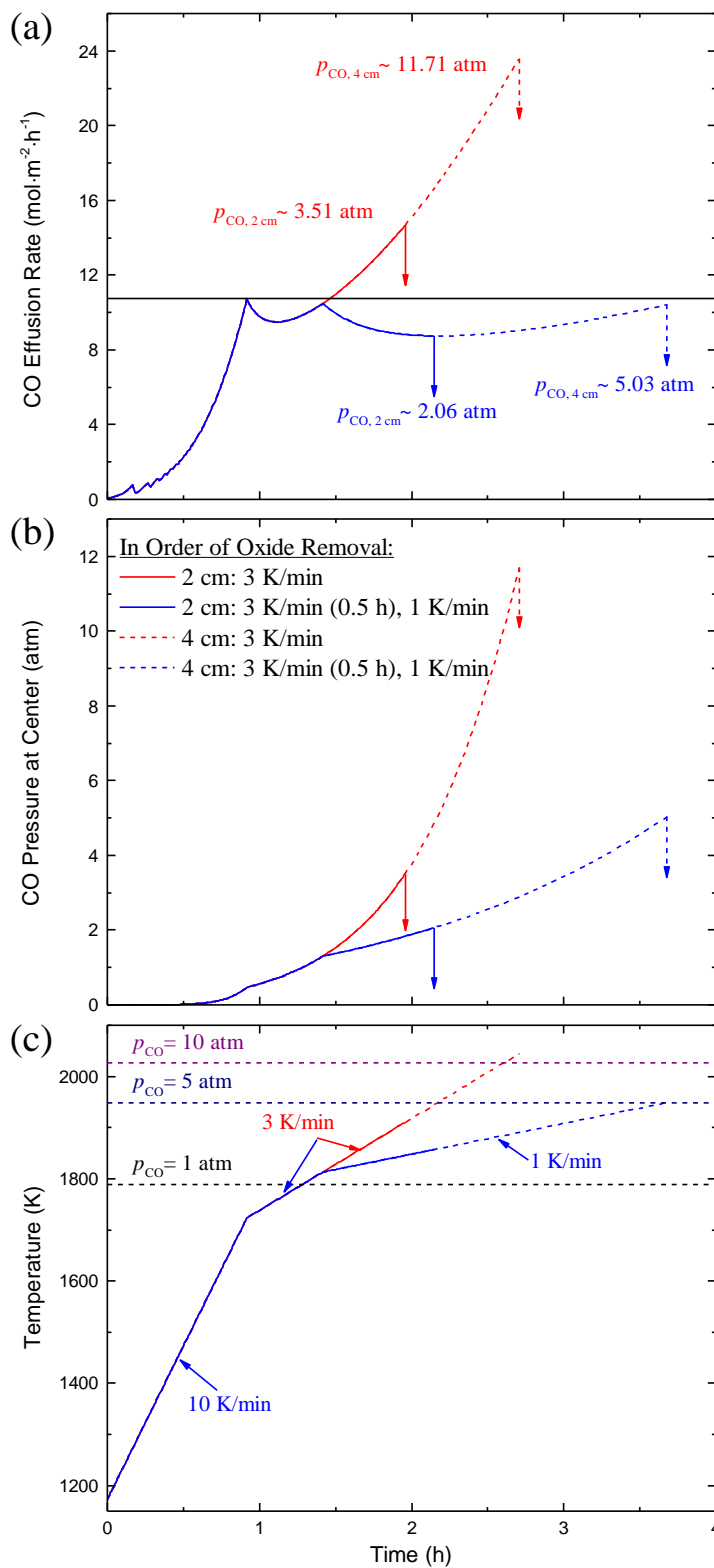 (a)
24
20
16
12
8
4
0
CO Effusion Rate (mol·m⁻²·h⁻¹)
pCO, 4 cm~ 11.71 atm
pCO, 2 cm~ 3.51 atm
pCO, 2 cm~ 2.06 atm
pCO, 4 cm~ 5.03 atm
(b)
12
10
8
6
4
2
0
CO Pressure at Center (atm)
In Order of Oxide Removal:
2 cm: 3 K/min
2 cm: 3 K/min (0.5 h), 1 K/min
4 cm: 3 K/min
4 cm: 3 K/min (0.5 h), 1 K/min
(c)
2000
1800
1600
1400
1200
Temperature (K)
pCO= 10 atm
pCO= 5 atm
3 K/min
pCO= 1 atm
1 K/min
10 K/min
0 1 2 3 4
Time (h)